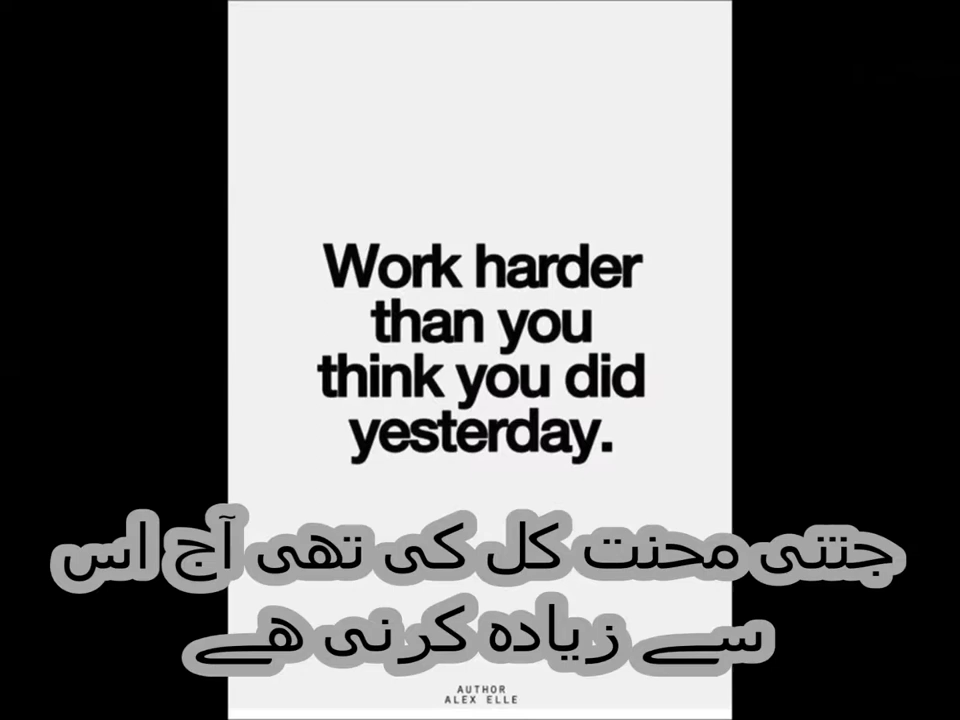 Work harder
than you
think you did
yesterday.
جتنی محنت کل کی تھی آج اس
سے زیادہ کرنی ھے
AUTHOR
ALEX ELLE